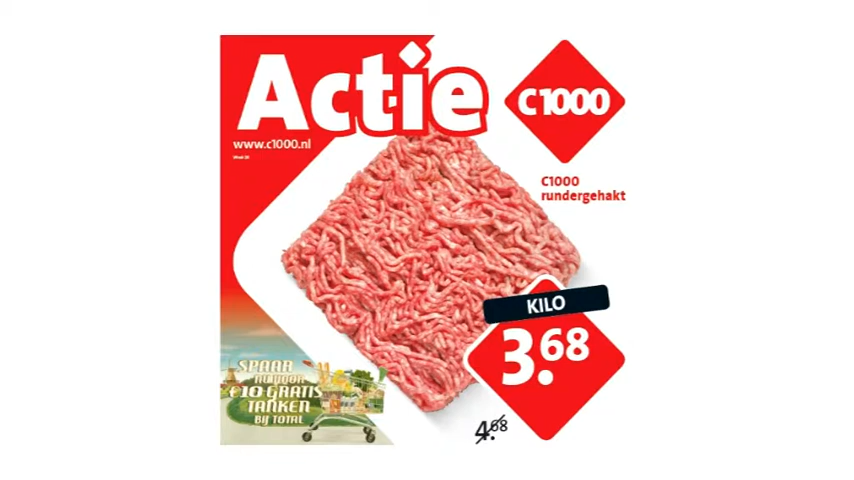 Actie
C1000
www.c1000.nl
C1000
rundergehakt
KILO
3.68
4.68
SPAAR
NU VOOR
€10 GRATIS
TANKEN
BIJ TOTAL